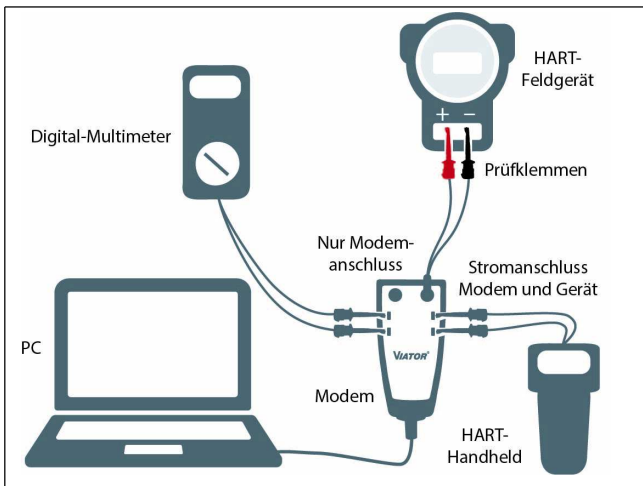 HART-
Feldgerät
Digital-Multimeter
+ −
Prüfklemmen
Nur Modem-
anschluss
Stromanschluss
Modem und Gerät
PC
VIATOR®
Modem
HART-
Handheld